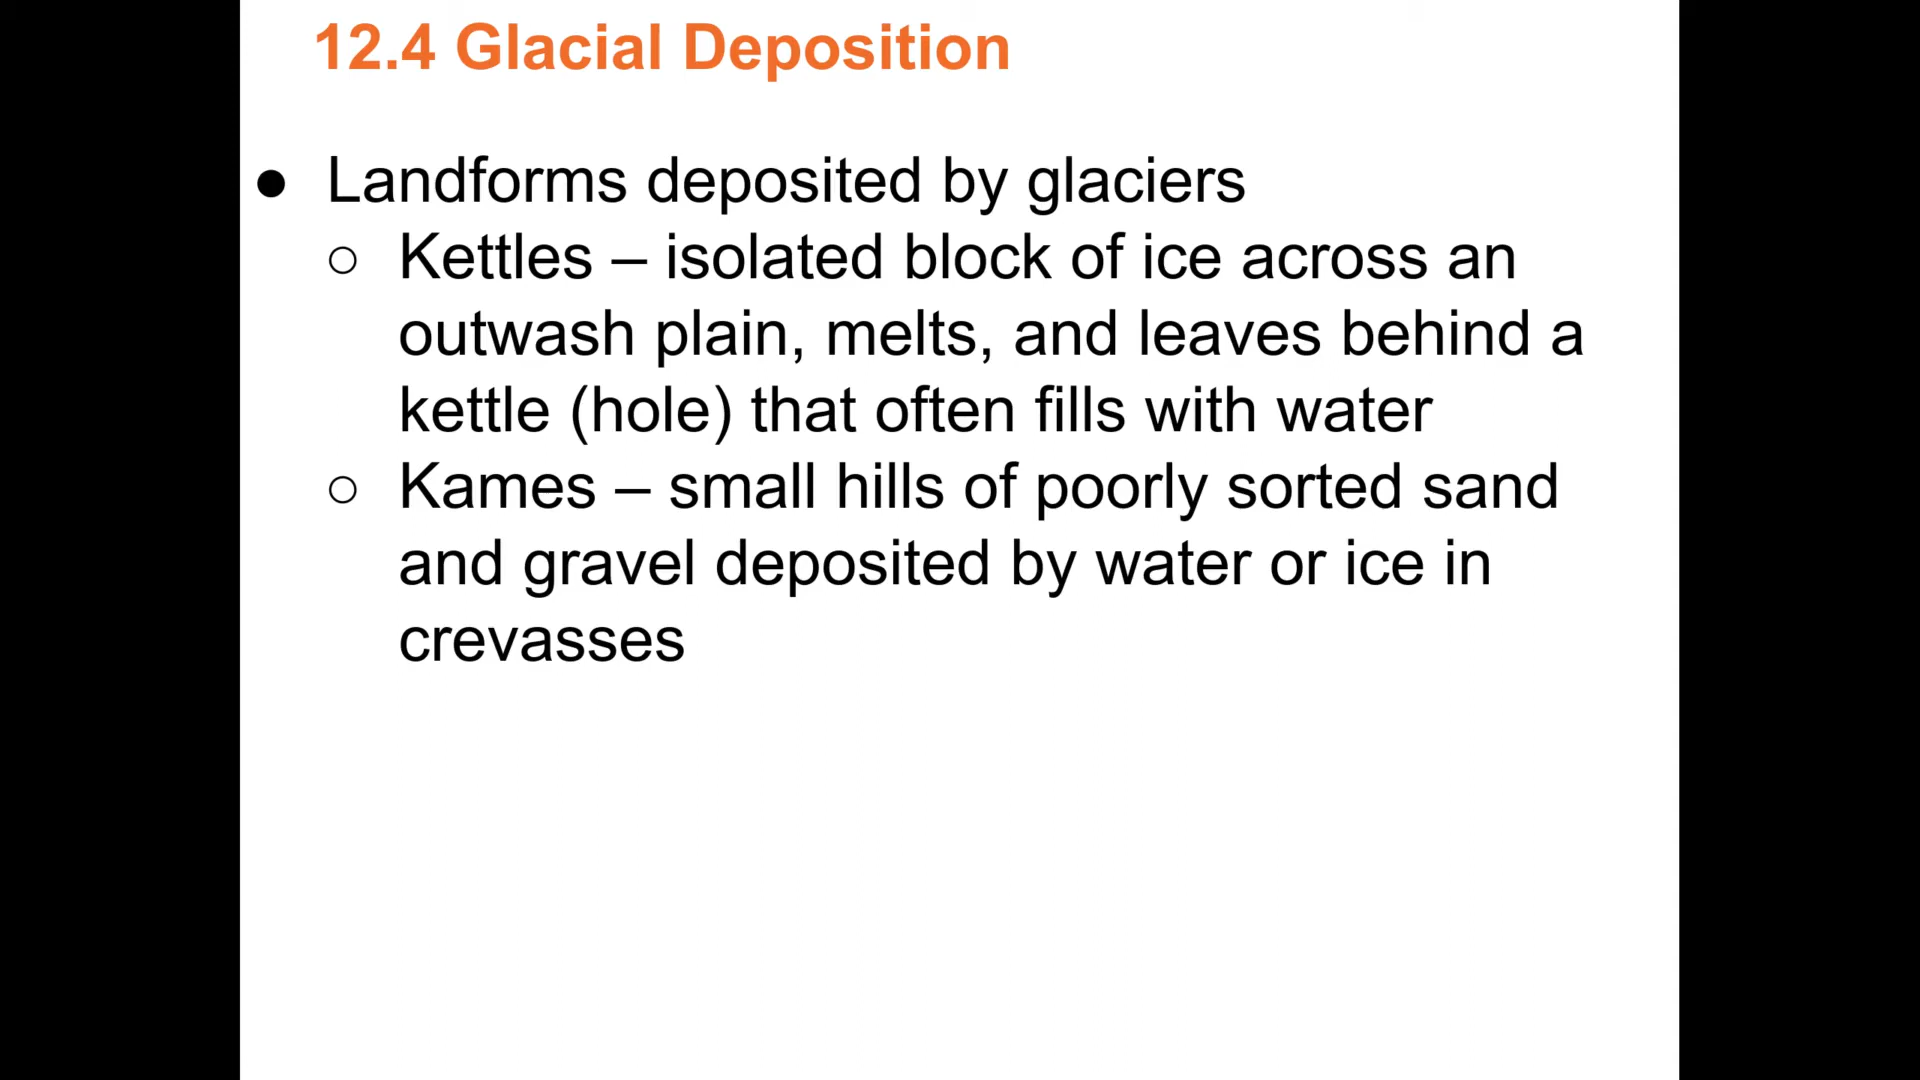 12.4 Glacial Deposition
● Landforms deposited by glaciers
○ Kettles – isolated block of ice across an
outwash plain, melts, and leaves behind a
kettle (hole) that often fills with water
○ Kames – small hills of poorly sorted sand
and gravel deposited by water or ice in
crevasses